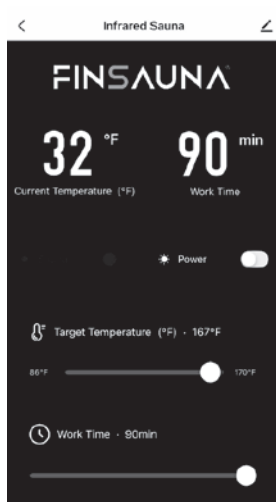 Infrared Sauna
FINSAUNA
32 °F
90 min
Current Temperature (°F)
Work Time
Power
Target Temperature (°F) · 167°F
86°F
170°F
Work Time · 90min